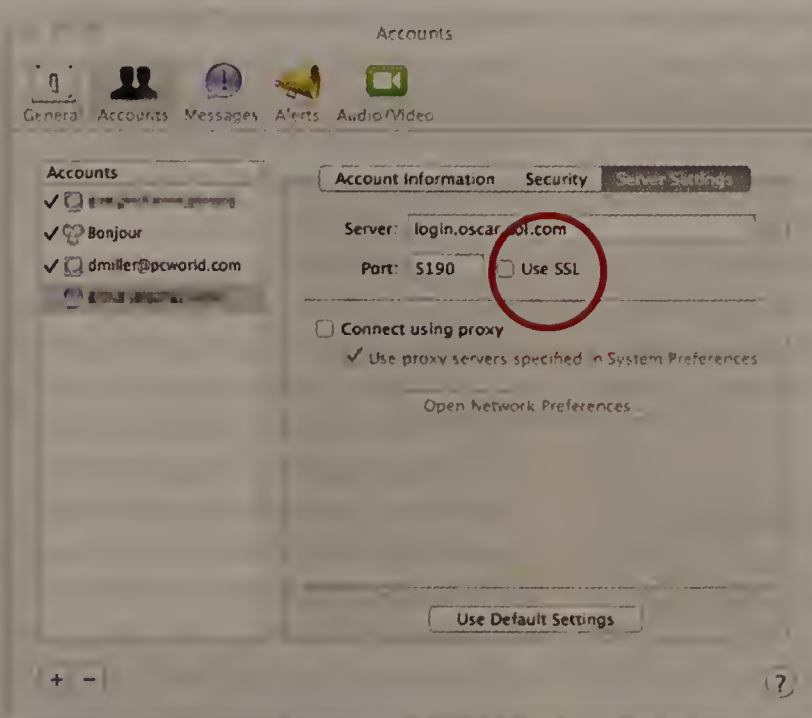 Accounts
General Accounts Messages Alerts Audio/Video
Accounts
Bonjour
dmiller@pcworld.com
Account Information Security Server Settings
Server: login.oscar.aol.com
Port: 5190 Use SSL
Connect using proxy
Use proxy servers specified in System Preferences
Open Network Preferences...
Use Default Settings
+ −
?